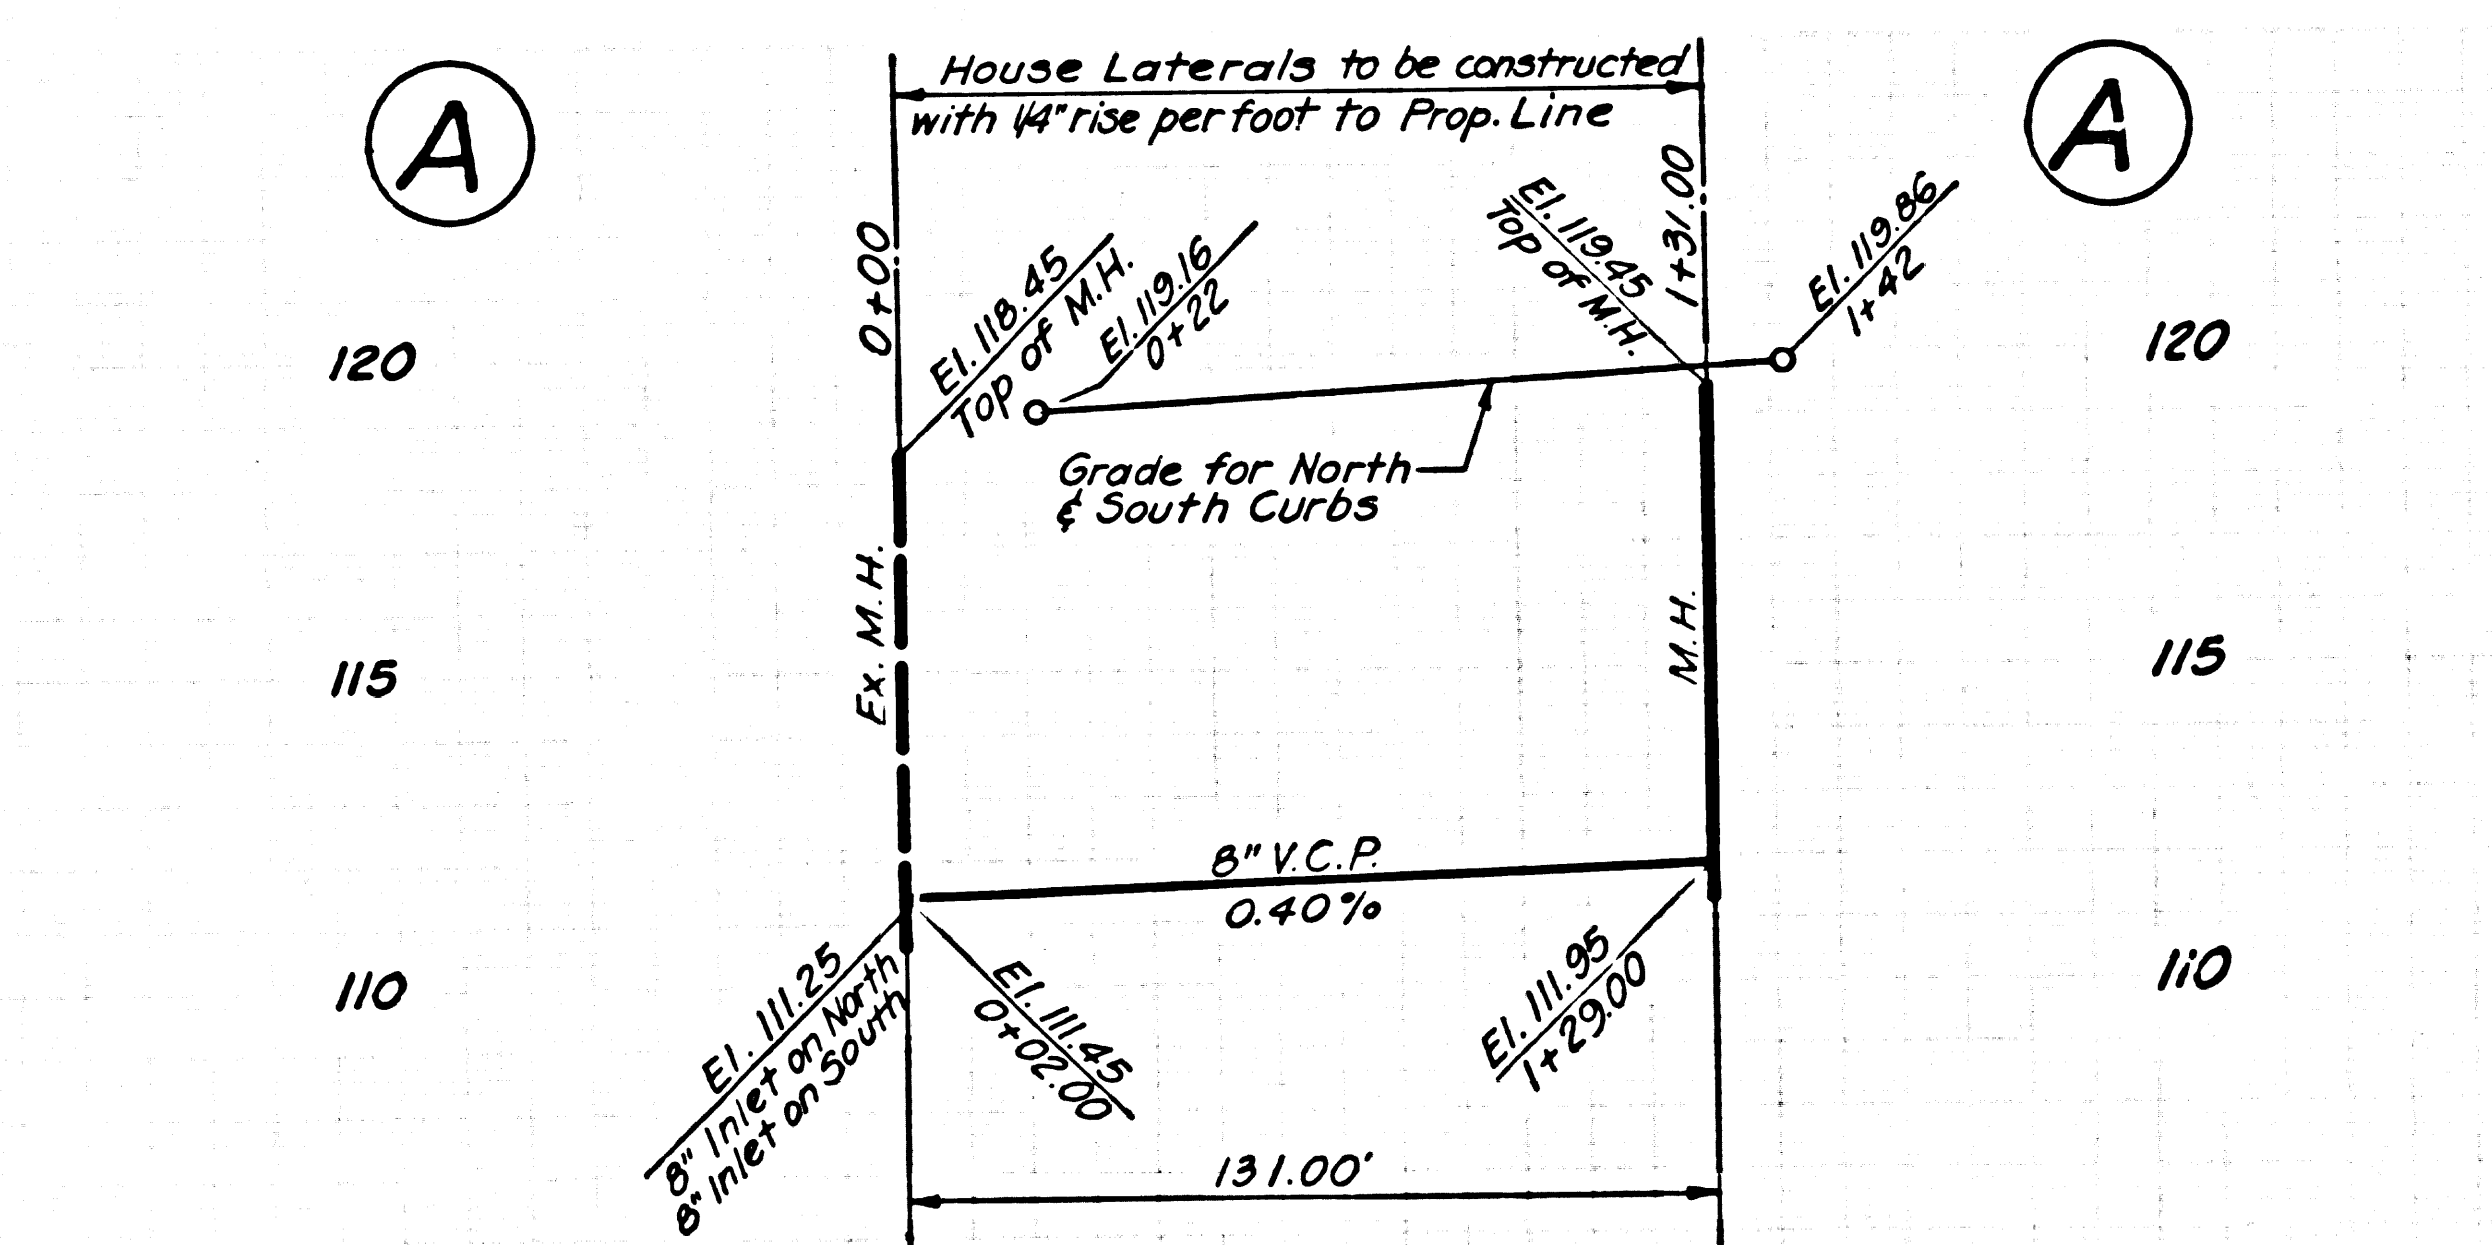 A
A
House Laterals to be constructed
with 1/4" rise per foot to Prop. Line
0+00
El. 118.45
Top of M.H.
El. 119.16
0+22
El. 119.45
Top of M.H.
1+31.00
El. 119.86
1+42
120
120
Grade for North
& South Curbs
Ex. M.H.
M.H.
115
115
8" V.C.P.
0.40%
110
110
El. 111.25
8" Inlet on North
8" Inlet on South
El. 111.45
0+02.00
El. 111.95
1+29.00
131.00'